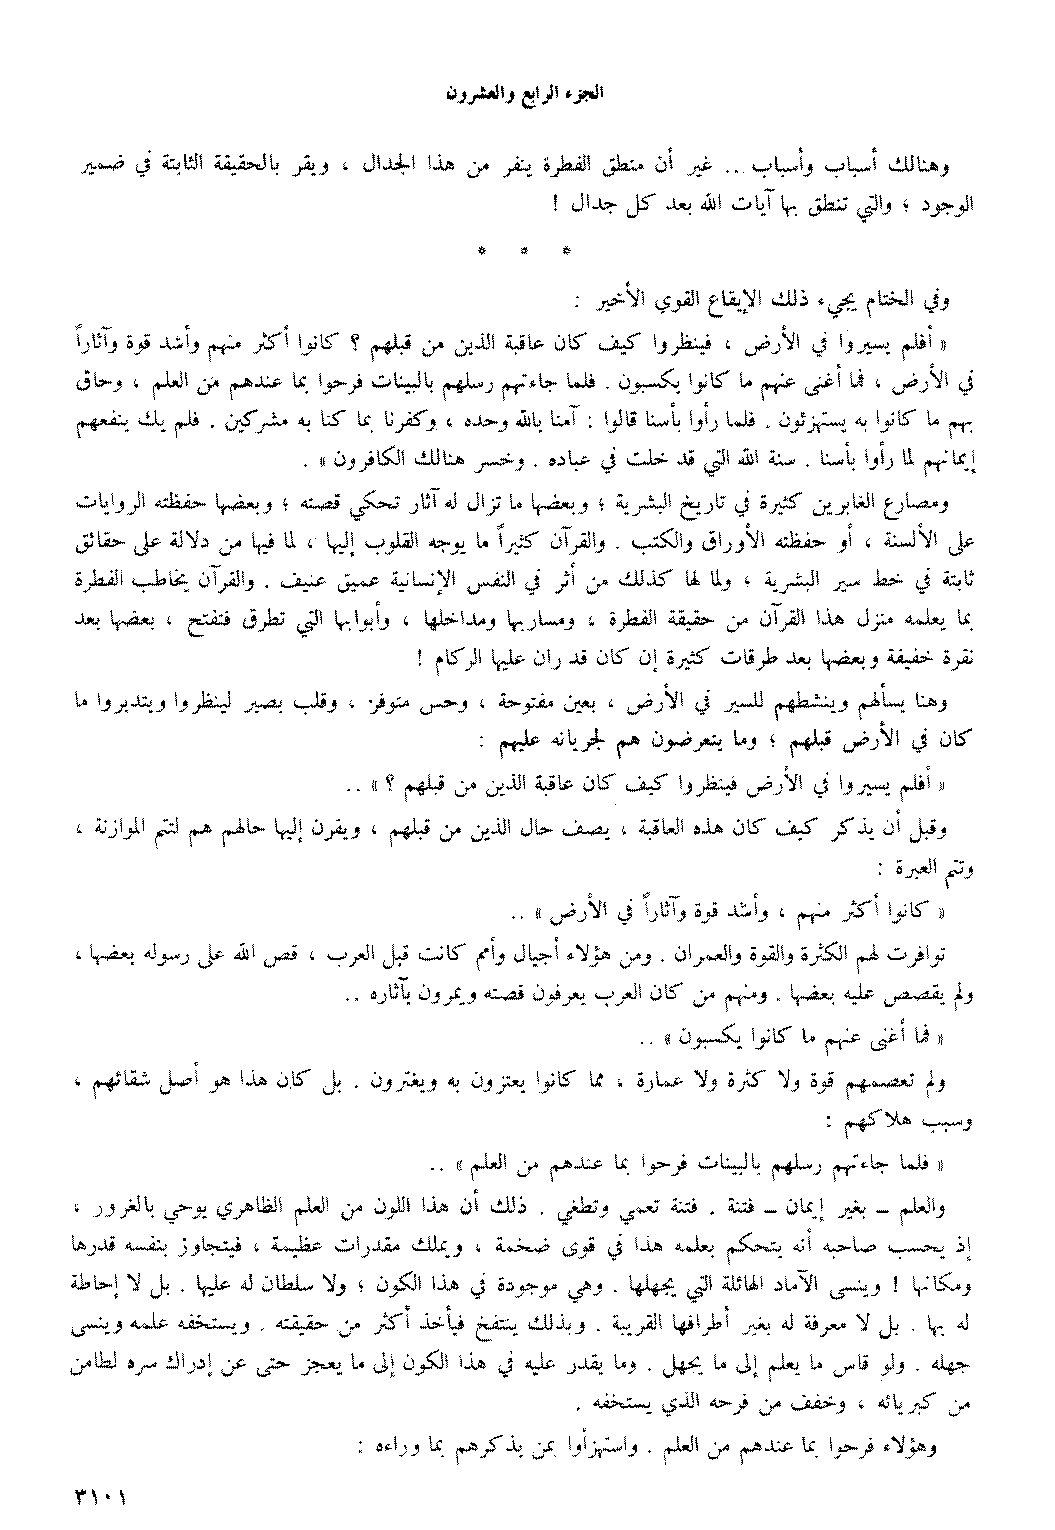 الجزء الرابع والعشرون
وهنالك أسباب وأسباب .. غير أن منطق الفطرة ينفر من هذا الجدال ، ويقر بالحقيقة الثابتة في ضمير
الوجود ؛ والتي تنطق بها آيات الله بعد كل جدال !
* * *
وفي الختام يجيء ذلك الإيقاع القوي الأخير :
« أفلم يسيروا في الأرض ، فينظروا كيف كان عاقبة الذين من قبلهم ؟ كانوا أكثر منهم وأشد قوة وآثاراً
في الأرض ، فما أغنى عنهم ما كانوا يكسبون . فلما جاءتهم رسلهم بالبينات فرحوا بما عندهم من العلم ، وحاق
بهم ما كانوا به يستهزئون . فلما رأوا بأسنا قالوا : آمنا بالله وحده ، وكفرنا بما كنا به مشركين . فلم يك ينفعهم
إيمانهم لما رأوا بأسنا . سنة الله التي قد خلت في عباده . وخسر هنالك الكافرون » .
ومصارع الغابرين كثيرة في تاريخ البشرية ؛ وبعضها ما تزال له آثار تحكي قصته ؛ وبعضها حفظته الروايات
على الألسنة ، أو حفظته الأوراق والكتب . والقرآن كثيراً ما يوجه القلوب إليها ، لما فيها من دلالة على حقائق
ثابتة في خط سير البشرية ؛ ولما لها كذلك من أثر في النفس الإنسانية عميق عنيف . والقرآن يخاطب الفطرة
بما يعلمه منزل هذا القرآن من حقيقة الفطرة ، ومساربها ومداخلها ، وأبوابها التي تطرق فتفتح ، بعضها بعد
نقرة خفيفة وبعضها بعد طرقات كثيرة إن كان قد ران عليها الركام !
وهنا يسألهم وينشطهم للسير في الأرض ، بعين مفتوحة ، وحس متوفز ، وقلب بصير لينظروا ويتدبروا ما
كان في الأرض قبلهم ؛ وما يتعرضون هم لجريانه عليهم :
« أفلم يسيروا في الأرض فينظروا كيف كان عاقبة الذين من قبلهم ؟ » ..
وقبل أن يذكر كيف كان هذه العاقبة ، يصف حال الذين من قبلهم ، ويقرن إليها حالهم هم لتتم الموازنة ،
وتتم العبرة :
« كانوا أكثر منهم ، وأشد قوة وآثاراً في الأرض » ..
توافرت لهم الكثرة والقوة والعمران . ومن هؤلاء أجيال وأمم كانت قبل العرب ، قص الله على رسوله بعضها ،
ولم يقصص عليه بعضها . ومنهم من كان العرب يعرفون قصته ويمرون بآثاره ..
« فما أغنى عنهم ما كانوا يكسبون » ..
ولم تعصمهم قوة ولا كثرة ولا عمارة ، مما كانوا يعتزون به ويغترون . بل كان هذا هو أصل شقائهم ،
وسبب هلاكهم :
« فلما جاءتهم رسلهم بالبينات فرحوا بما عندهم من العلم » ..
والعلم – بغير إيمان – فتنة . فتنة تعمي وتطغي . ذلك أن هذا اللون من العلم الظاهري يوحي بالغرور ،
إذ يحسب صاحبه أنه يتحكم بعلمه هذا في قوى ضخمة ، ويملك مقدرات عظيمة ، فيتجاوز بنفسه قدرها
ومكانها ! وينسى الآماد الهائلة التي يجهلها . وهي موجودة في هذا الكون ؛ ولا سلطان له عليها . بل لا إحاطة
له بها . بل لا معرفة له بغير أطرافها القريبة . وبذلك ينتفخ فيأخذ أكثر من حقيقته . ويستخفه علمه وينسى
جهله . ولو قاس ما يعلم إلى ما يجهل . وما يقدر عليه في هذا الكون إلى ما يعجز حتى عن إدراك سره لطامن
من كبريائه ، وخفف من فرحه الذي يستخفه .
وهؤلاء فرحوا بما عندهم من العلم . واستهزأوا بمن يذكرهم بما وراءه :
٣١٠١